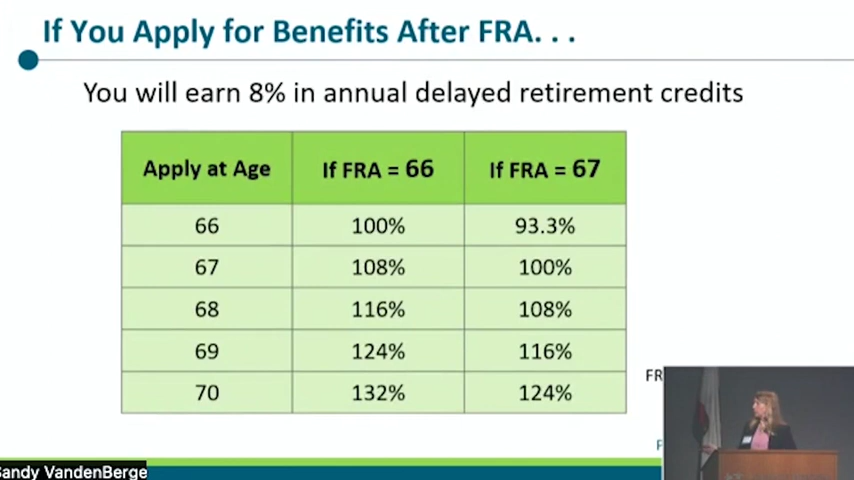 If You Apply for Benefits After FRA. . .
You will earn 8% in annual delayed retirement credits
Apply at Age If FRA = 66 If FRA = 67
66 100% 93.3%
67 108% 100%
68 116% 108%
69 124% 116%
70 132% 124%
FR
Sandy VandenBerge